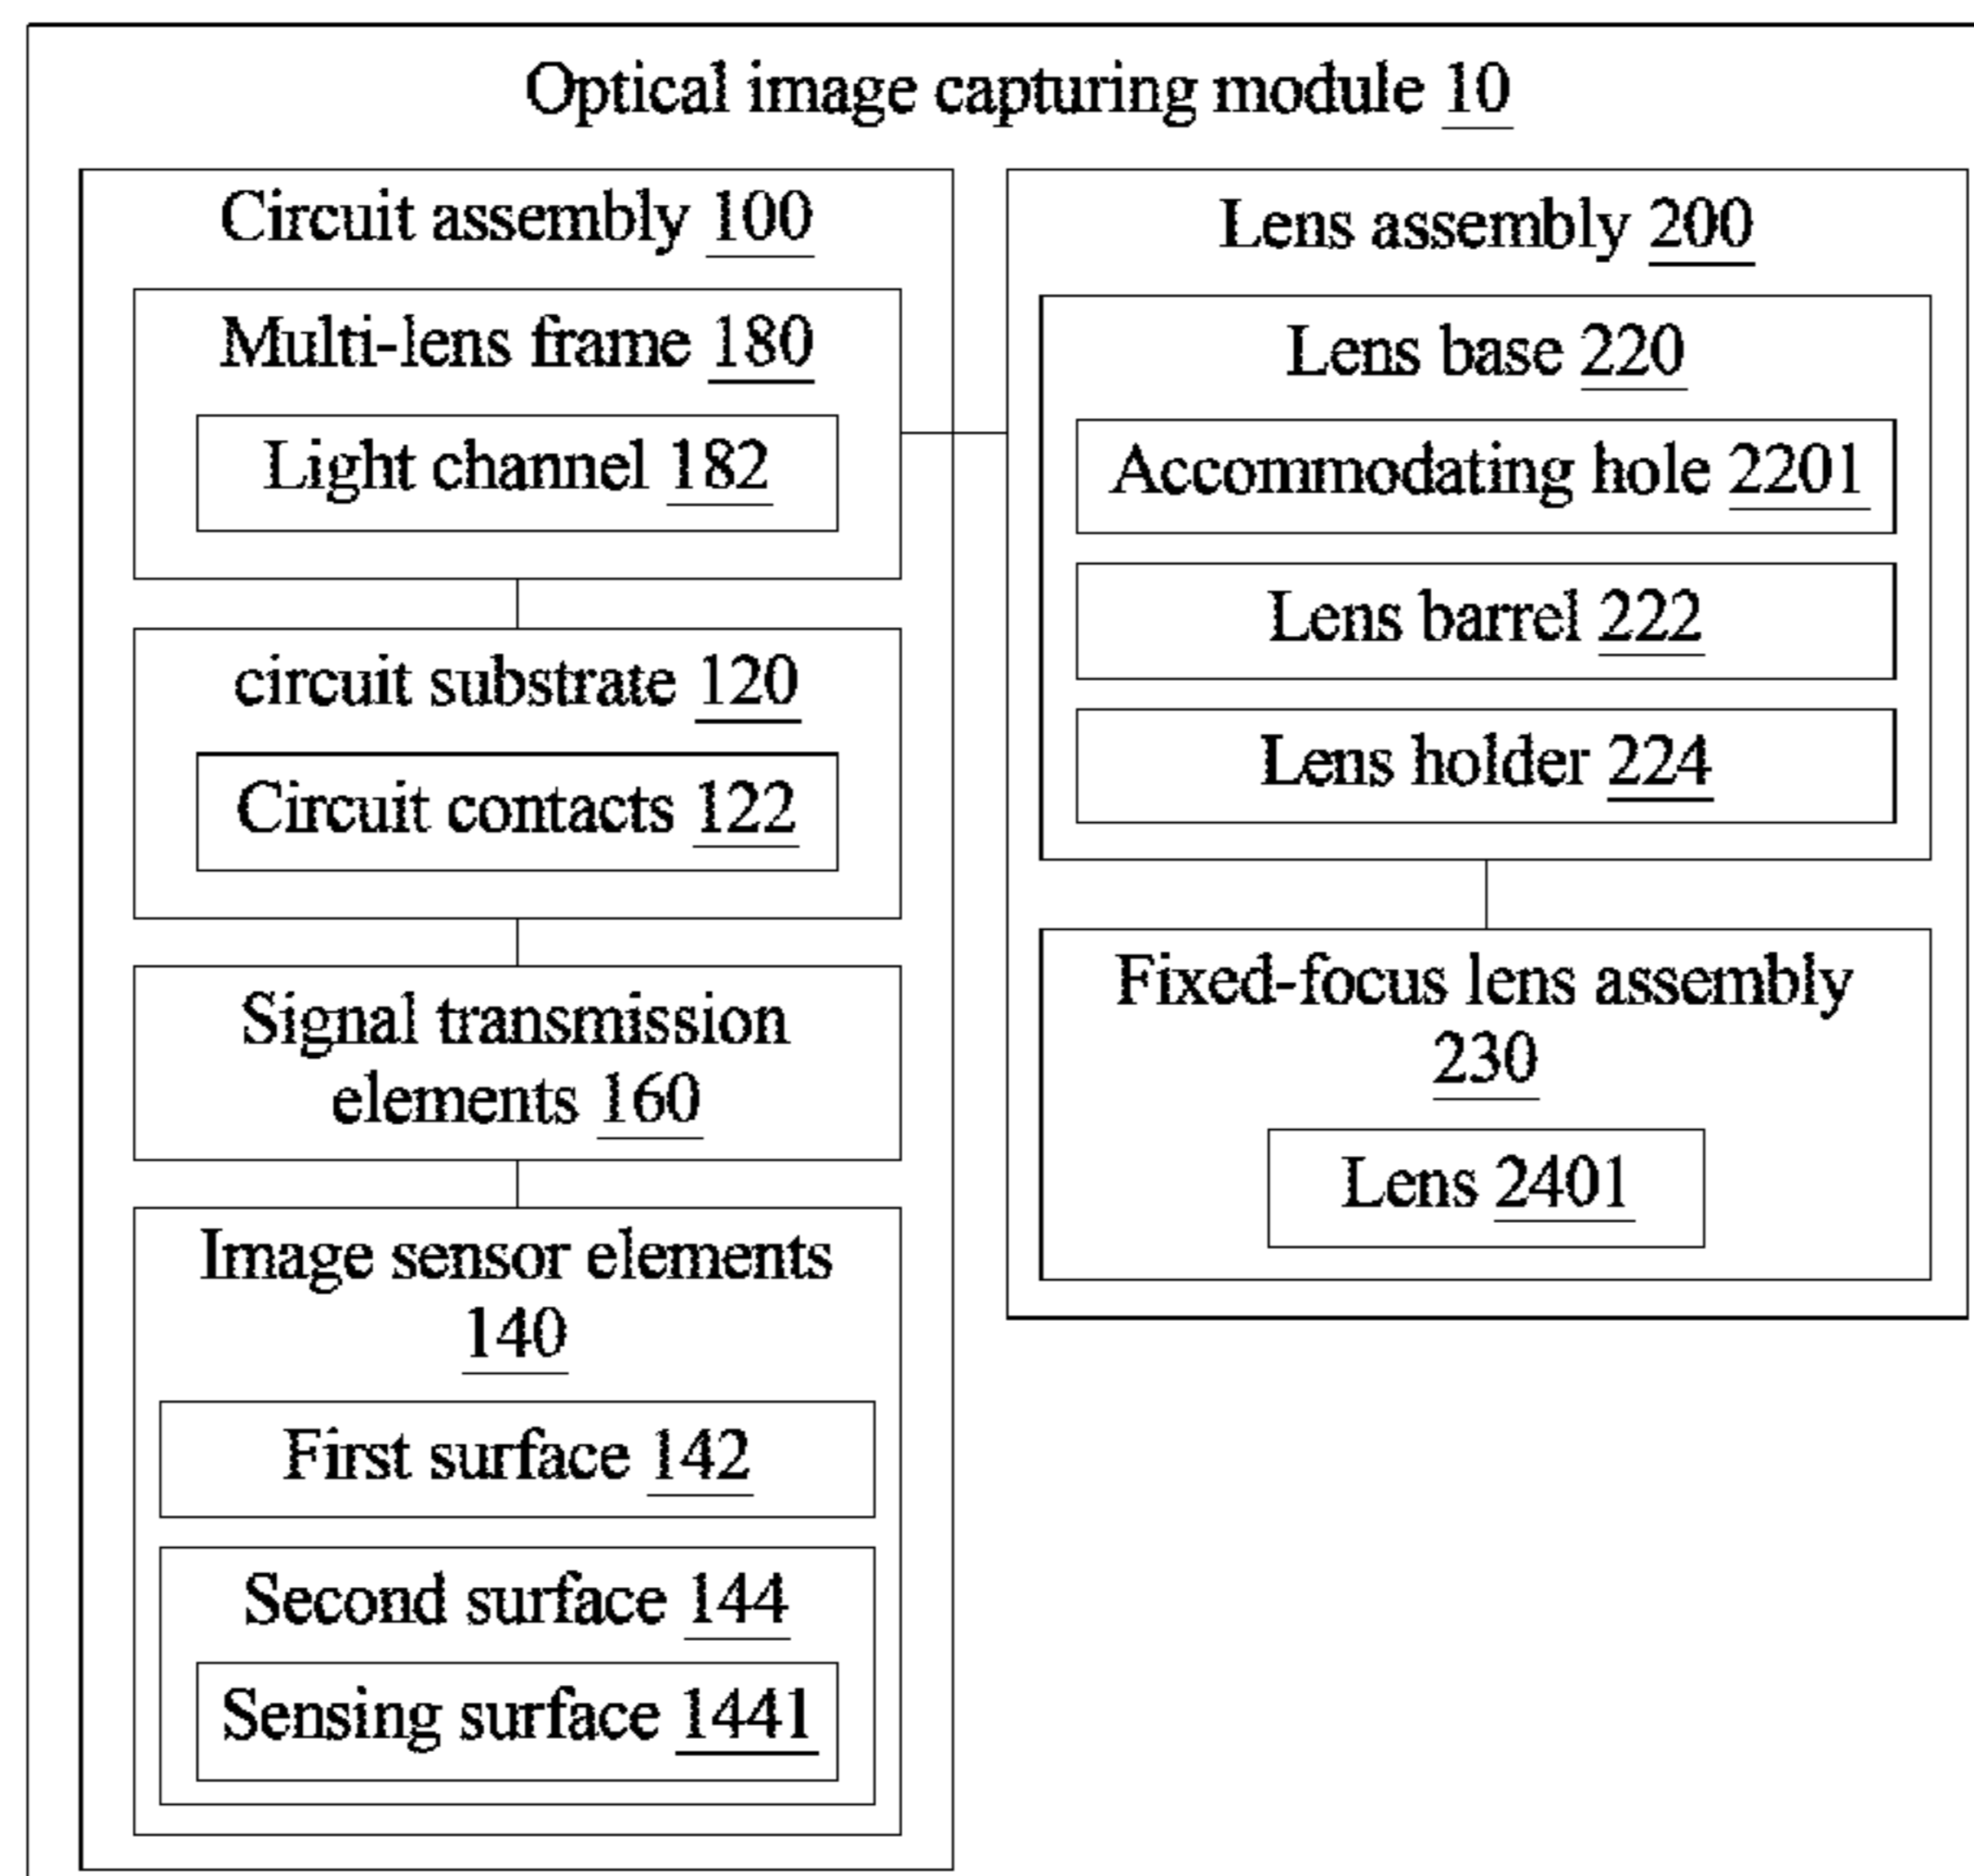 Optical image capturing module 10
Circuit assembly 100
Multi-lens frame 180
Light channel 182
circuit substrate 120
Circuit contacts 122
Signal transmission
elements 160
Image sensor elements
140
First surface 142
Second surface 144
Sensing surface 1441
Lens assembly 200
Lens base 220
Accommodating hole 2201
Lens barrel 222
Lens holder 224
Fixed-focus lens assembly
230
Lens 2401